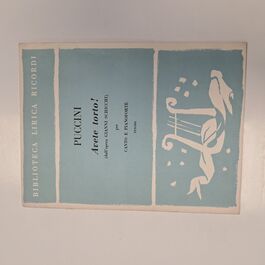 BIBLIOTECA LIRICA RICORDI
PUCCINI
Avete torto!
(dall'opera GIANNI SCHICCHI)
per
CANTO E PIANOFORTE